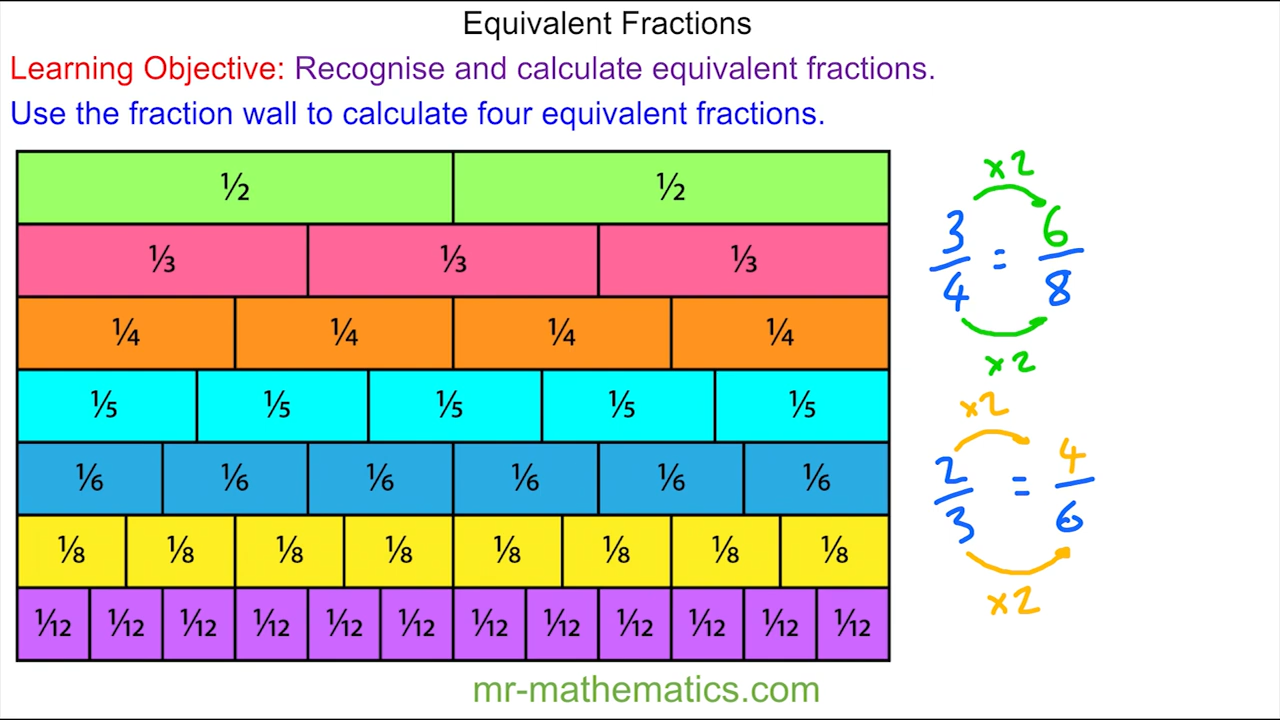 Equivalent Fractions
Learning Objective: Recognise and calculate equivalent fractions.
Use the fraction wall to calculate four equivalent fractions.
½ ½
⅓ ⅓ ⅓
¼ ¼ ¼ ¼
⅕ ⅕ ⅕ ⅕ ⅕
⅙ ⅙ ⅙ ⅙ ⅙ ⅙
⅛ ⅛ ⅛ ⅛ ⅛ ⅛ ⅛ ⅛
1/12 1/12 1/12 1/12 1/12 1/12 1/12 1/12 1/12 1/12 1/12 1/12
×2
3/4 = 6/8
×2
×2
2/3 = 4/6
×2
mr-mathematics.com